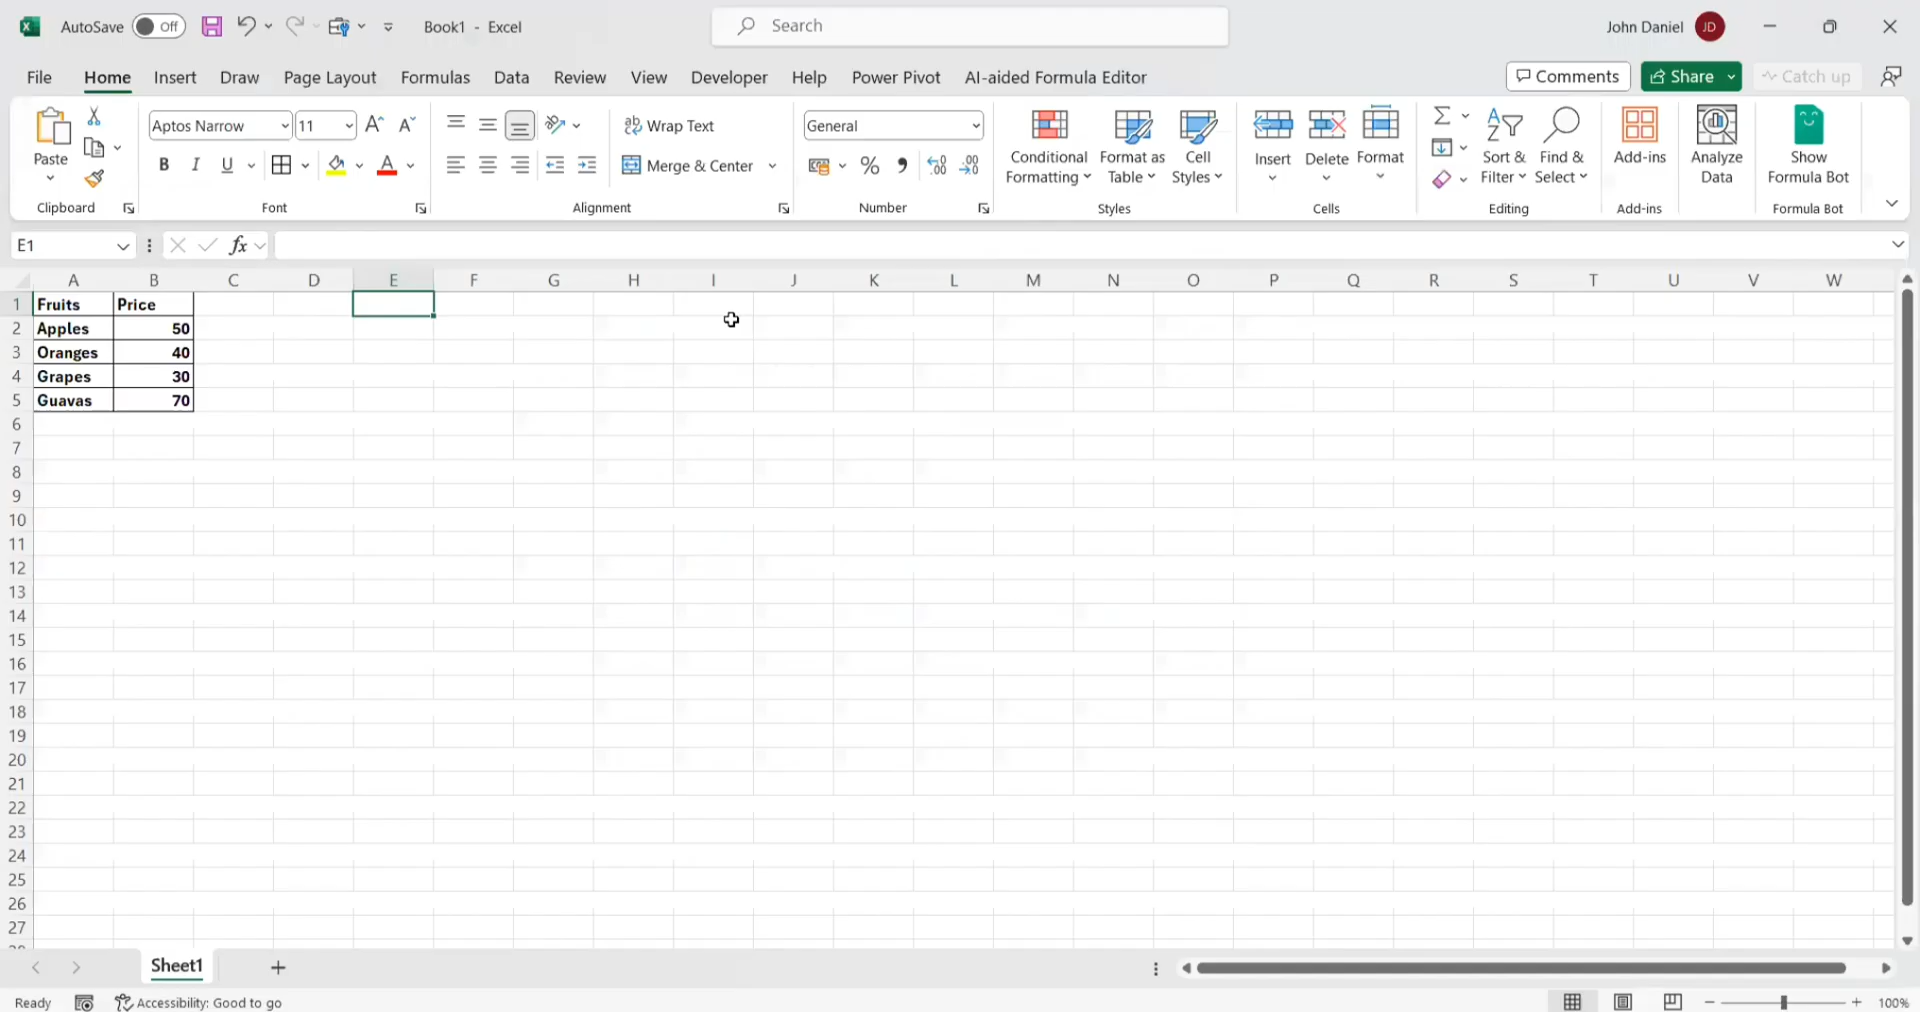 AutoSave Off Book1 - Excel Search John Daniel JD
File Home Insert Draw Page Layout Formulas Data Review View Developer Help Power Pivot AI-aided Formula Editor Comments Share Catch up
Aptos Narrow 11 Wrap Text General
Paste B I U A Merge & Center % Conditional Formatting Format as Table Cell Styles Insert Delete Format Sort & Filter Find & Select Add-ins Analyze Data Show Formula Bot
Clipboard Font Alignment Number Styles Cells Editing Add-ins Formula Bot
E1 fx
A B C D E F G H I J K L M N O P Q R S T U V W
1 Fruits Price
2 Apples 50
3 Oranges 40
4 Grapes 30
5 Guavas 70
6
7
8
9
10
11
12
13
14
15
16
17
18
19
20
21
22
23
24
25
26
27
Sheet1
Ready Accessibility: Good to go 100%